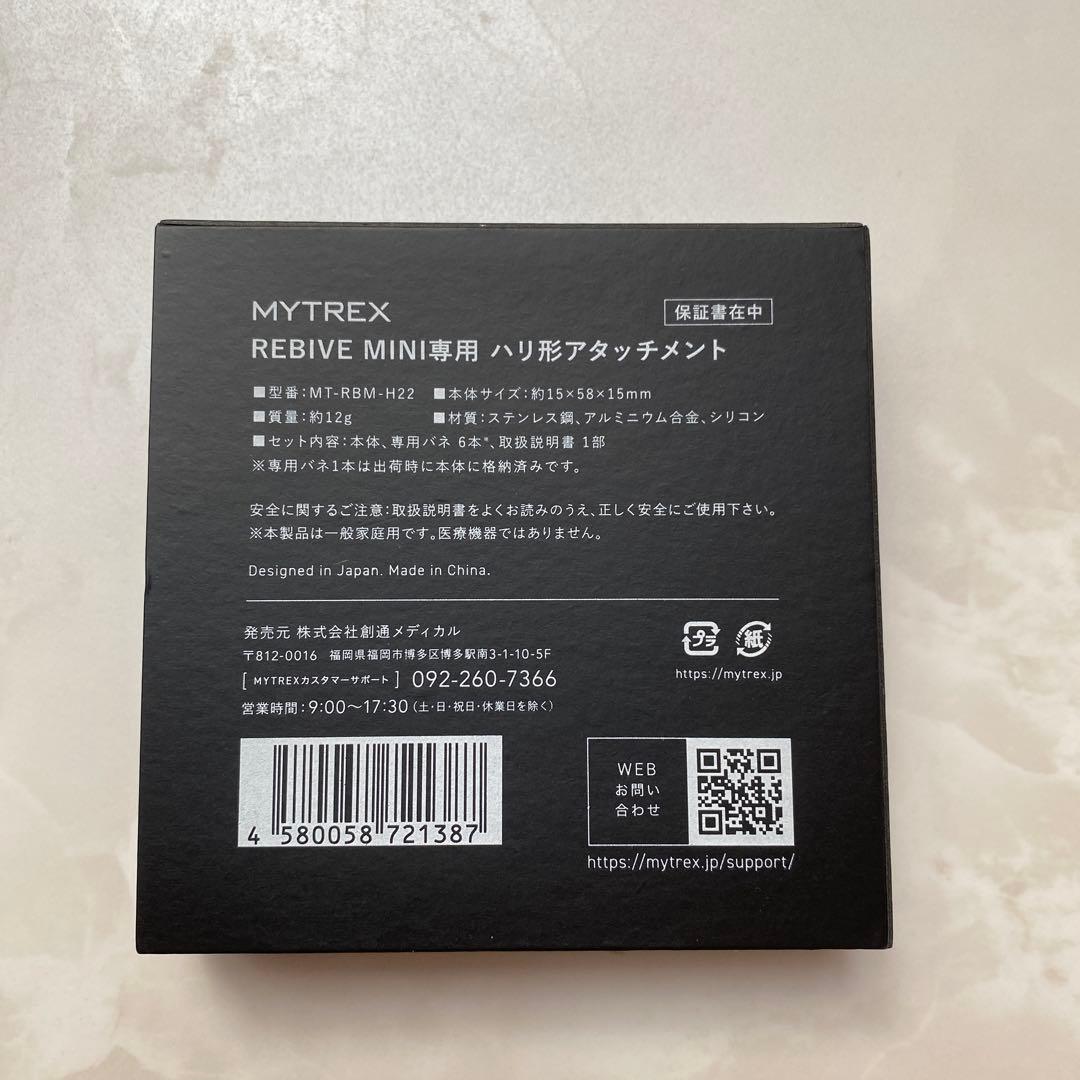 MYTREX
保証書在中
REBIVE MINI専用 ハリ形アタッチメント
■型番:MT-RBM-H22 ■本体サイズ:約15×58×15mm
■質量:約12g ■材質:ステンレス鋼、アルミニウム合金、シリコン
■セット内容:本体、専用バネ 6本※、取扱説明書 1部
※専用バネ1本は出荷時に本体に格納済みです。
安全に関するご注意:取扱説明書をよくお読みのうえ、正しく安全にご使用下さい。
※本製品は一般家庭用です。医療機器ではありません。
Designed in Japan. Made in China.
発売元 株式会社創通メディカル
〒812-0016 福岡県福岡市博多区博多駅南3-1-10-5F
[ MYTREXカスタマーサポート ] 092-260-7366
営業時間:9:00〜17:30(土・日・祝日・休業日を除く)
プラ 紙
https://mytrex.jp
4 580058 721387
WEB
お問い
合わせ
https://mytrex.jp/support/